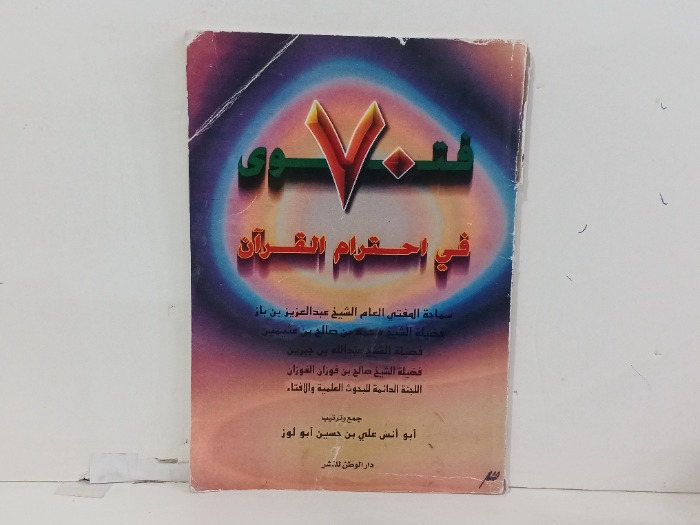 ٧٠ فتوى
في احترام القرآن
سماحة المفتي العام الشيخ عبدالعزيز بن باز
فضيلة الشيخ محمد بن صالح بن عثيمين
فضيلة الشيخ عبدالله بن جبرين
فضيلة الشيخ صالح بن فوزان الفوزان
اللجنة الدائمة للبحوث العلمية والافتاء
جمع وترتيب
أبو أنس علي بن حسين أبو لوز
دار الوطن للنشر